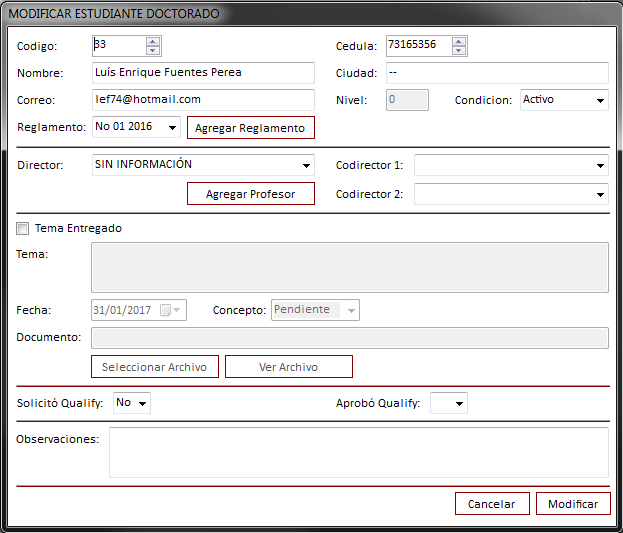 MODIFICAR ESTUDIANTE DOCTORADO
Codigo: 33 Cedula: 73165356
Nombre: Luís Enrique Fuentes Perea Ciudad: --
Correo: lef74@hotmail.com Nivel: 0 Condicion: Activo
Reglamento: No 01 2016 Agregar Reglamento
Director: SIN INFORMACIÓN Codirector 1:
Agregar Profesor Codirector 2:
Tema Entregado
Tema:
Fecha: 31/01/2017 Concepto: Pendiente
Documento:
Seleccionar Archivo Ver Archivo
Solicitó Qualify: No Aprobó Qualify:
Observaciones:
Cancelar Modificar